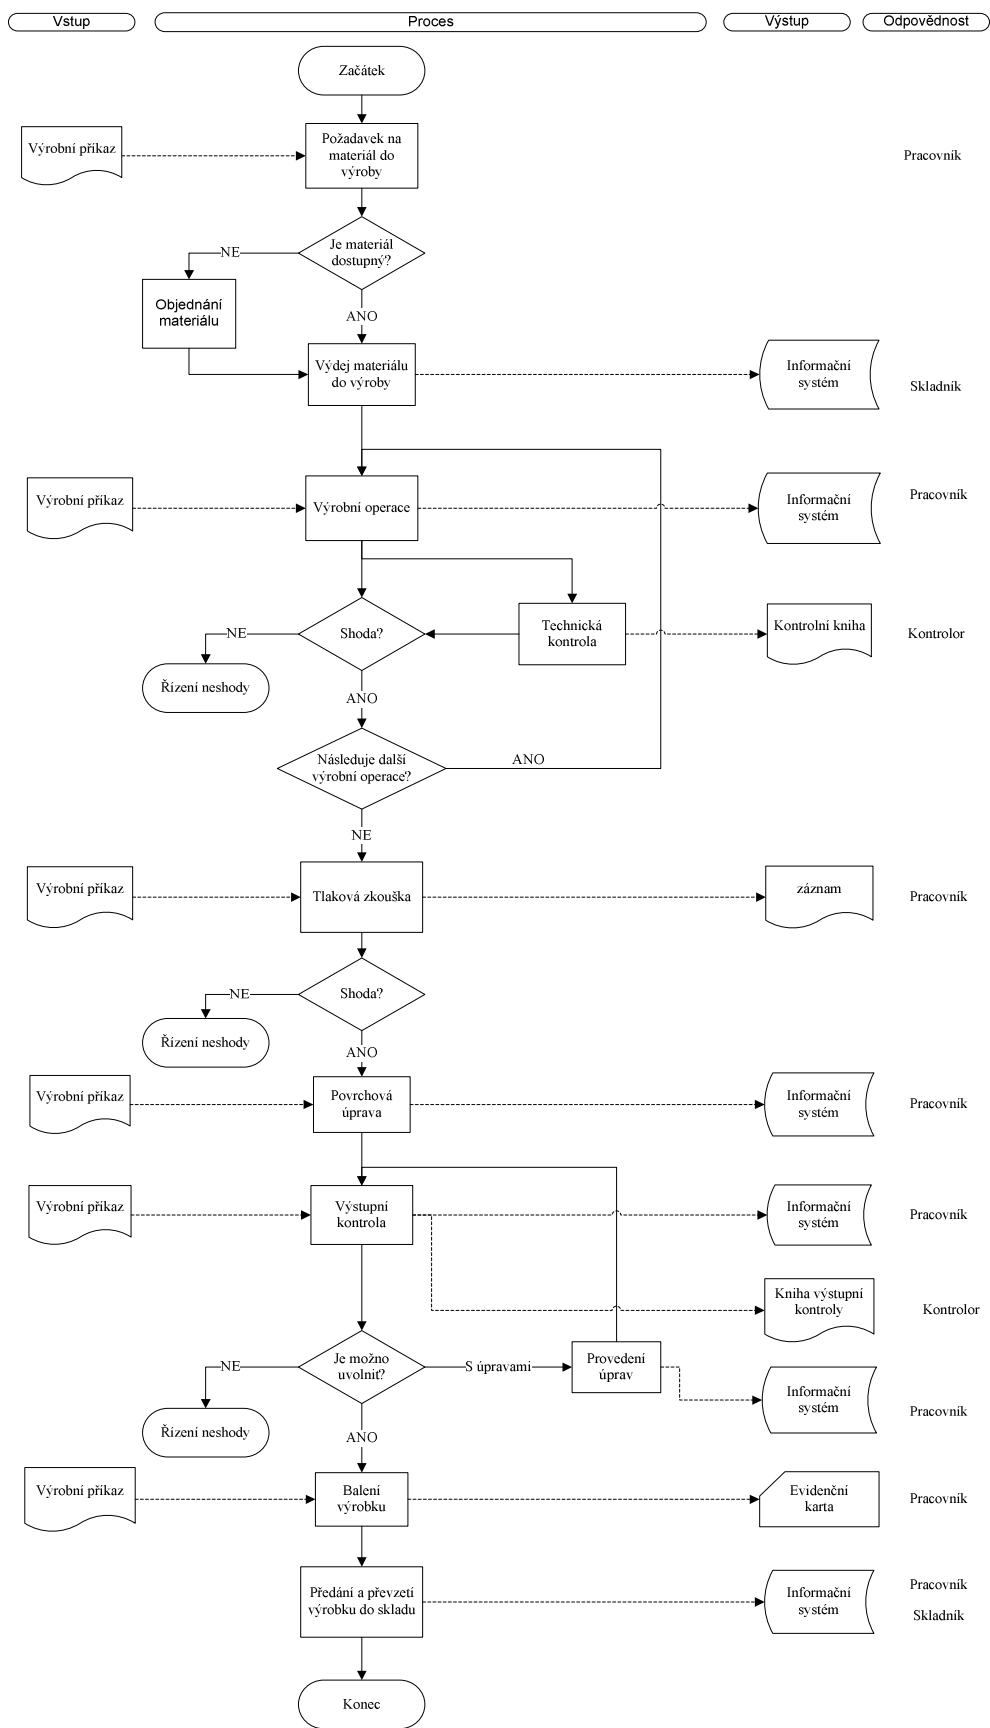 Vstup
Proces
Výstup
Odpovědnost
Začátek
Výrobní příkaz
Požadavek na
materiál do
výroby
Pracovník
Je materiál
dostupný?
NE
Objednání
materiálu
ANO
Výdej materiálu
do výroby
Informační
systém
Skladník
Výrobní příkaz
Výrobní operace
Informační
systém
Pracovník
NE
Shoda?
Technická
kontrola
Kontrolní kniha
Kontrolor
Řízení neshody
ANO
Následuje další
výrobní operace?
ANO
NE
Výrobní příkaz
Tlaková zkouška
záznam
Pracovník
NE
Shoda?
Řízení neshody
ANO
Výrobní příkaz
Povrchová
úprava
Informační
systém
Pracovník
Výrobní příkaz
Výstupní
kontrola
Informační
systém
Pracovník
Kniha výstupní
kontroly
Kontrolor
NE
Je možno
uvolnit?
S úpravami
Provedení
úprav
Informační
systém
Pracovník
Řízení neshody
ANO
Výrobní příkaz
Balení
výrobku
Evidenční
karta
Pracovník
Předání a převzetí
výrobku do skladu
Informační
systém
Pracovník
Skladník
Konec